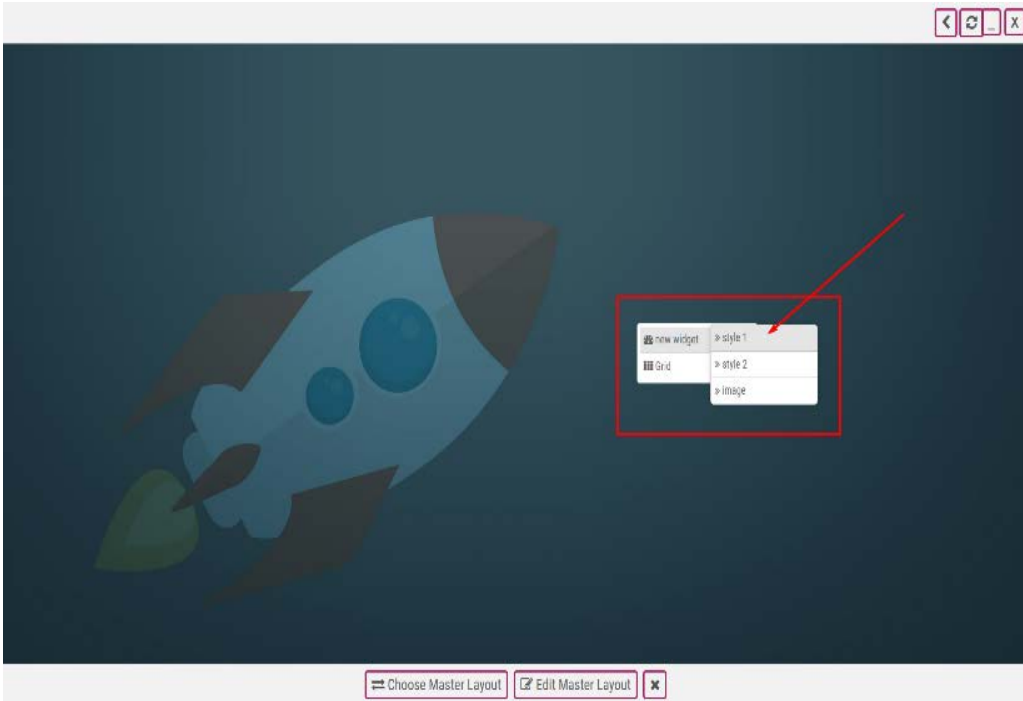 X
new widget
Grid
» style 1
» style 2
» image
Choose Master Layout
Edit Master Layout